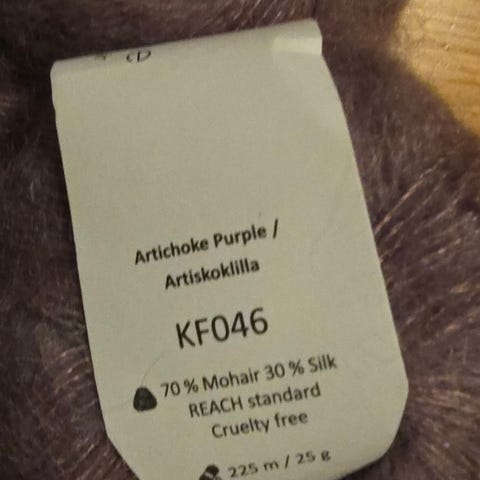 Artichoke Purple /
Artiskoklilla
KF046
70 % Mohair 30 % Silk
REACH standard
Cruelty free
225 m / 25 g